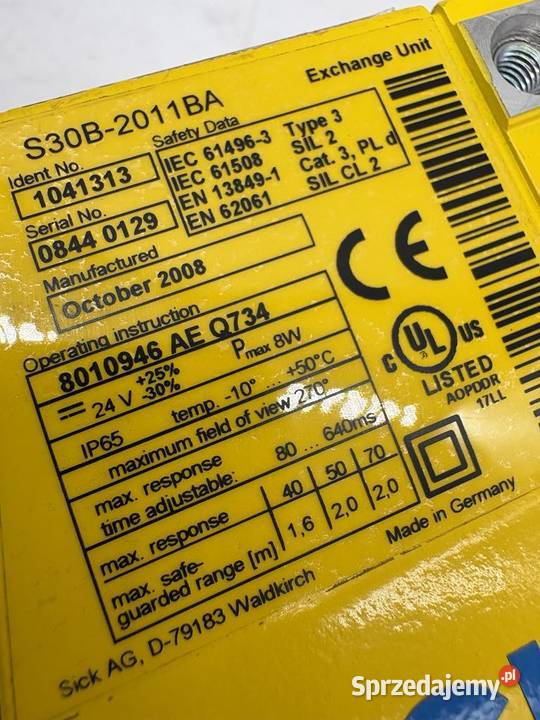 Exchange Unit
S30B-2011BA
Ident No.
1041313
Serial No.
0844 0129
Safety Data
IEC 61496-3 Type 3
IEC 61508 SIL 2
EN 13849-1 Cat. 3, PL d
EN 62061 SIL CL 2
Manufactured
October 2008
Operating instruction
8010946 AE Q734
24 V +25% -30% Pmax 8W
IP65 temp. -10° ... +50°C
maximum field of view 270°
max. response
time adjustable: 80 ... 640ms
max. response 40 50 70
max. safe-
guarded range [m] 1,6 2,0 2,0
CE
C UL US
LISTED
AOPDDR
17LL
Made in Germany
Sick AG, D-79183 Waldkirch
Sprzedajemy.pl